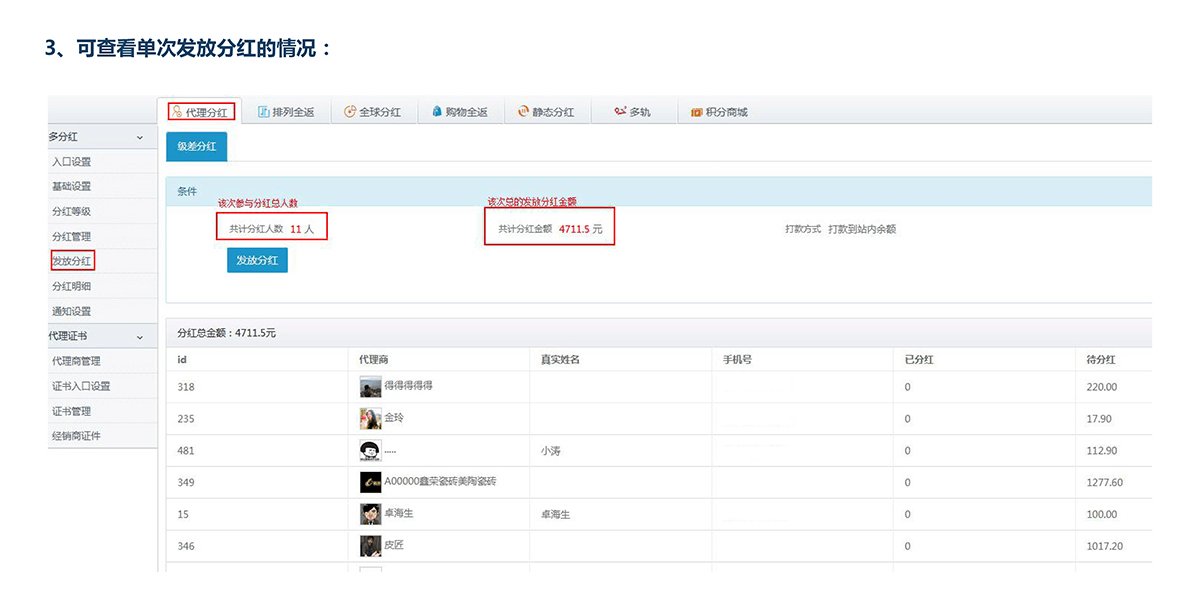 3、可查看单次发放分红的情况：
代理分红 排列全返 全球分红 购物全返 静态分红 多轨 积分商城
多分红
入口设置
基础设置
分红等级
分红管理
发放分红
分红明细
通知设置
代理证书
代理商管理
证书入口设置
证书管理
经销商证件
级差分红
条件
该次参与分红总人数 该次总的发放分红金额
共计分红人数 11 人 共计分红金额 4711.5 元 打款方式 打款到站内余额
发放分红
分红总金额：4711.5元
id 代理商 真实姓名 手机号 已分红 待分红
318 得得得得得 0 220.00
235 金玲 0 17.90
481 ..... 小涛 0 112.90
349 A00000鑫荣瓷砖美陶瓷砖 0 1277.60
15 卓海生 卓海生 0 100.00
346 皮匠 0 1017.20